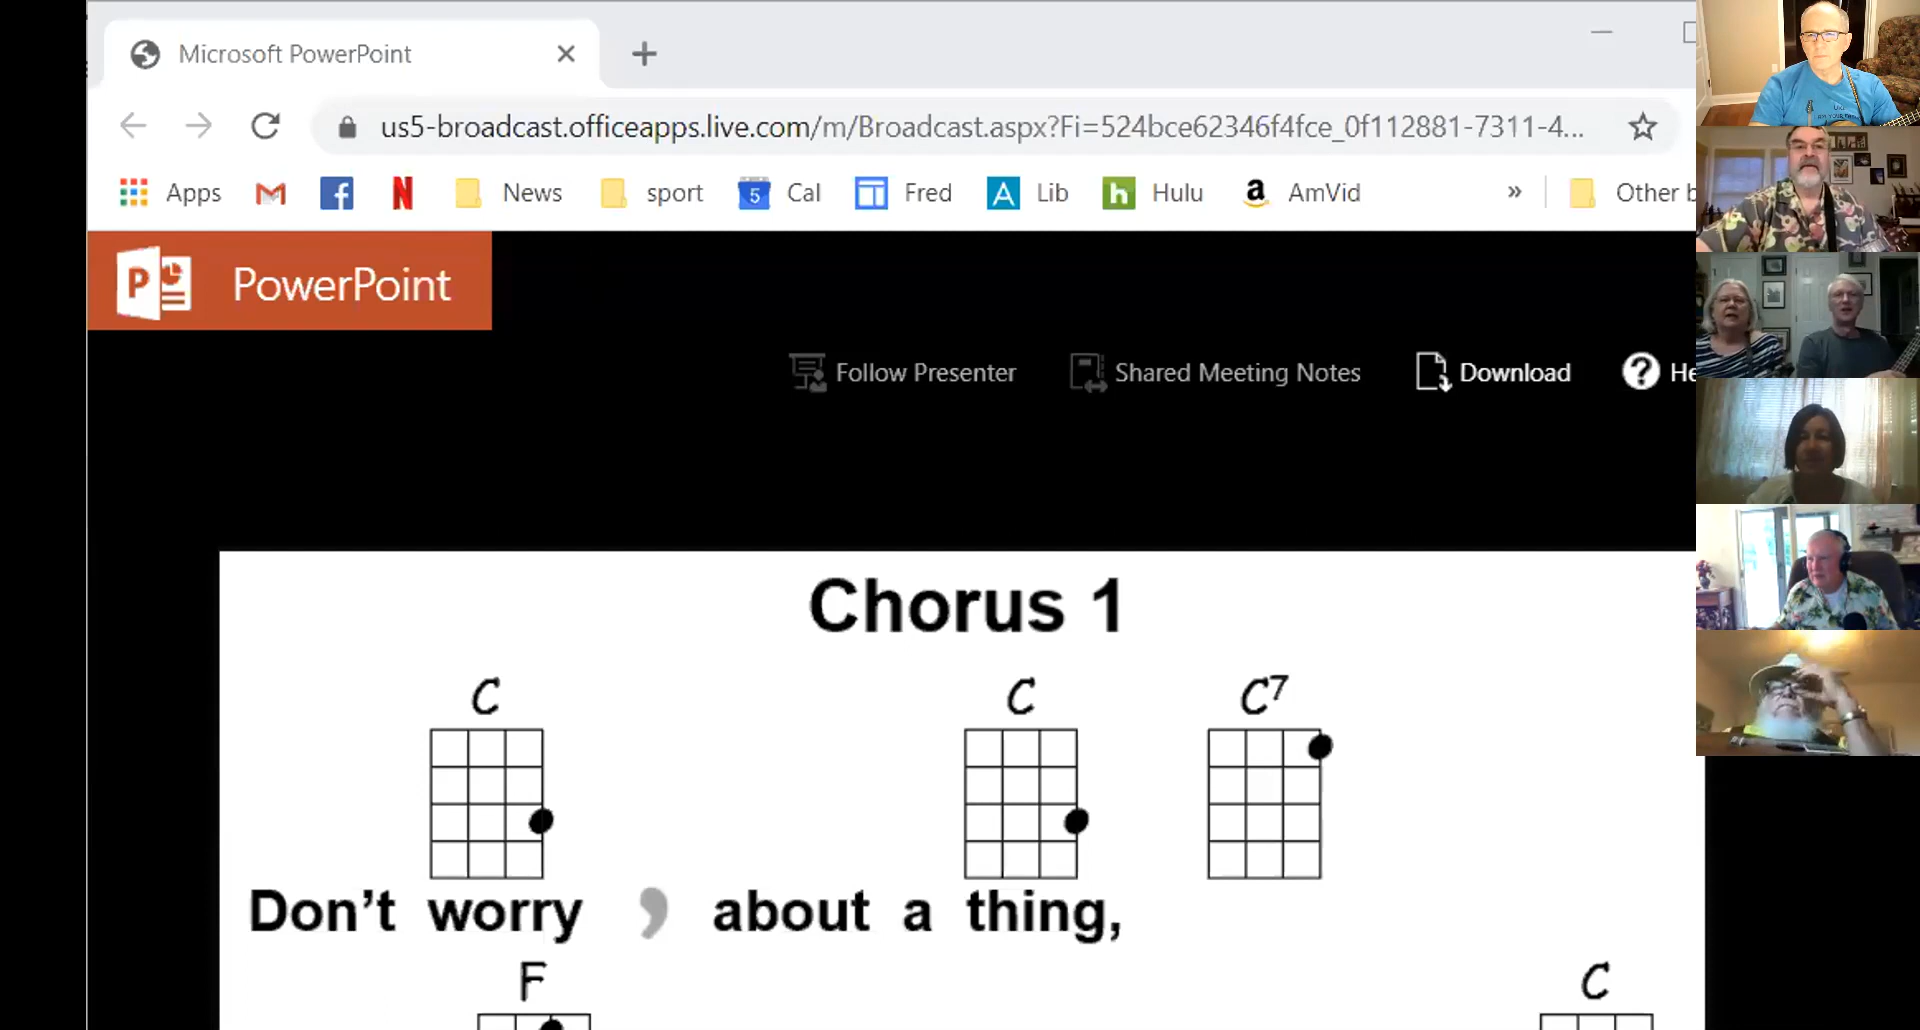 Microsoft PowerPoint
us5-broadcast.officeapps.live.com/m/Broadcast.aspx?Fi=524bce62346f4fce_0f112881-7311-4...
Apps News sport 5 Cal Fred Lib h Hulu a AmVid » Other b
P PowerPoint
Follow Presenter Shared Meeting Notes Download ? He
Chorus 1
C C C7
Don't worry , about a thing,
F C